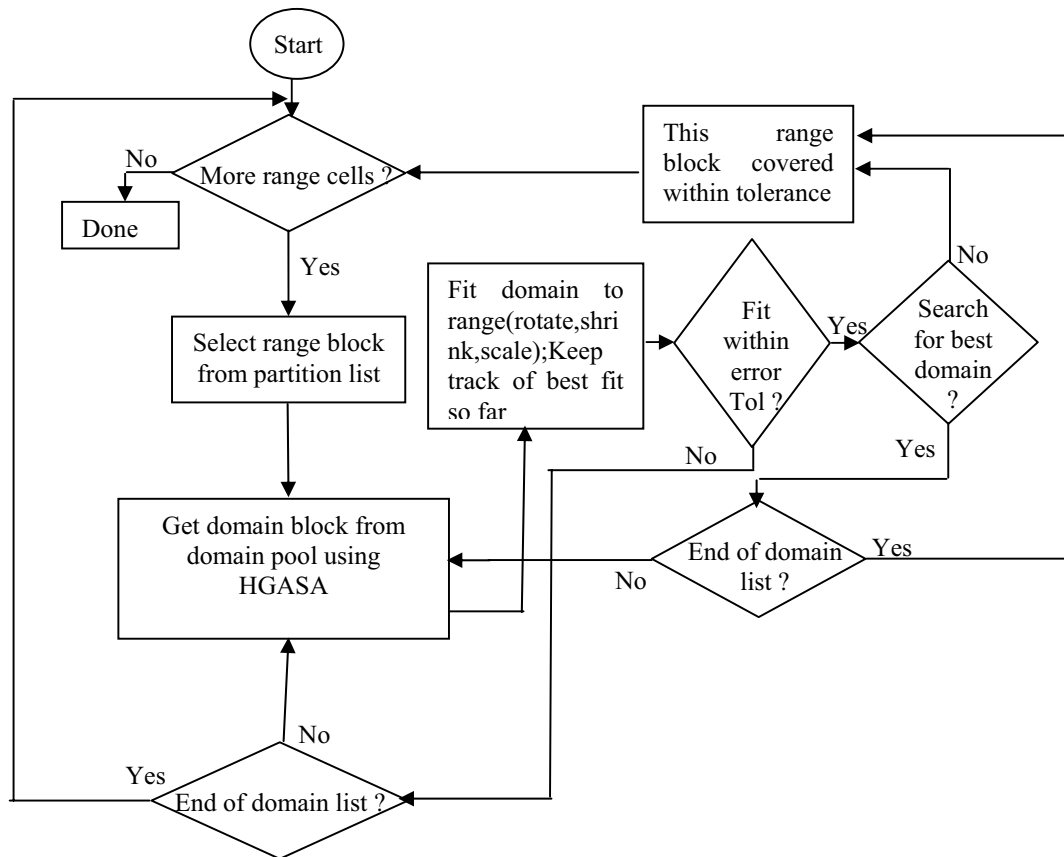 Start
More range cells ?
No
Done
Yes
Select range block
from partition list
Get domain block from
domain pool using
HGASA
Fit domain to
range(rotate,shri
nk,scale);Keep
track of best fit
so far
Fit
within
error
Tol ?
Yes
No
Search
for best
domain
?
No
Yes
This range
block covered
within tolerance
End of domain
list ?
Yes
No
End of domain list ?
No
Yes